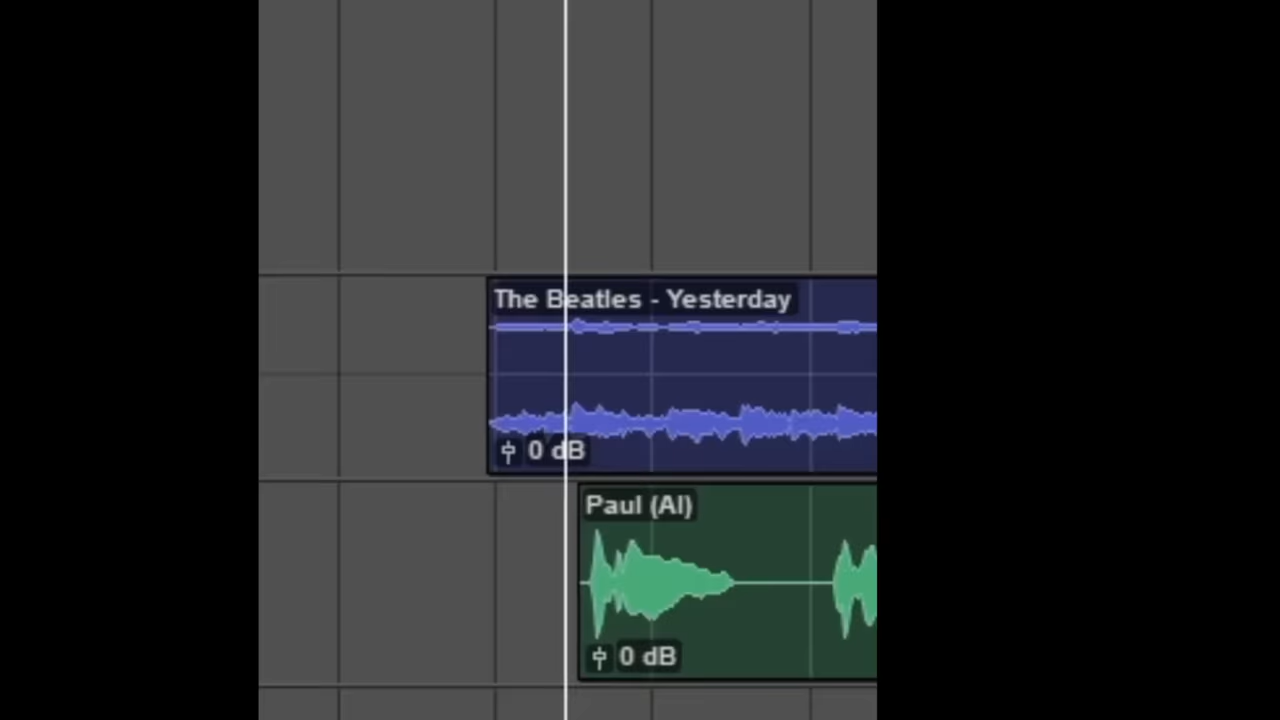 The Beatles - Yesterday
0 dB
Paul (AI)
0 dB